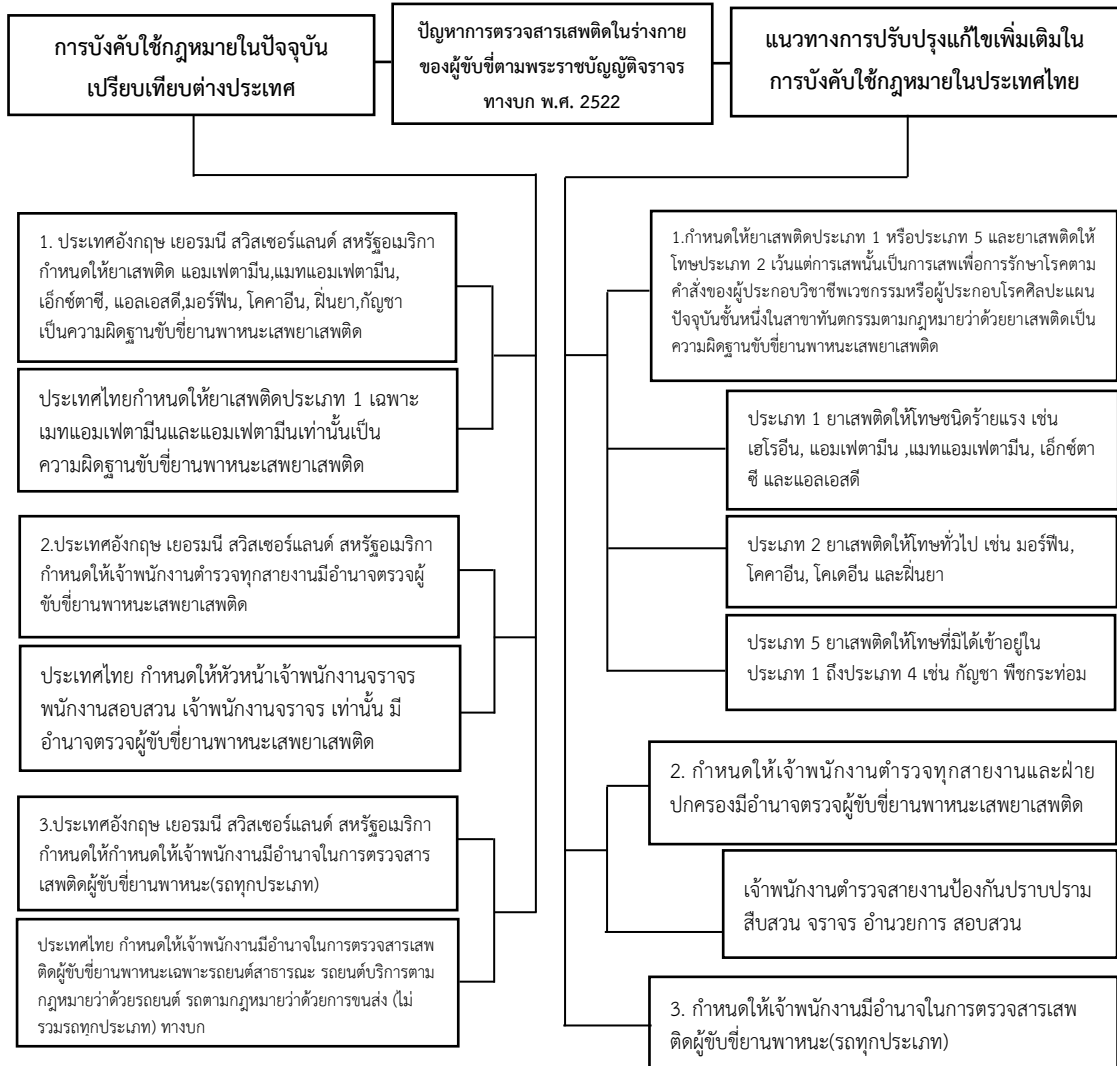 การบังคับใช้กฎหมายในปัจจุบัน
เปรียบเทียบต่างประเทศ
ปัญหาการตรวจสารเสพติดในร่างกาย
ของผู้ขับขี่ตามพระราชบัญญัติจราจร
ทางบก พ.ศ. 2522
แนวทางการปรับปรุงแก้ไขเพิ่มเติมใน
การบังคับใช้กฎหมายในประเทศไทย
1. ประเทศอังกฤษ เยอรมนี สวิสเซอร์แลนด์ สหรัฐอเมริกา
กำหนดให้ยาเสพติด แอมเฟตามีน,แมทแอมเฟตามีน,
เอ็กซ์ตาซี, แอลเอสดี,มอร์ฟีน, โคคาอีน, ฝิ่นยา,กัญชา
เป็นความผิดฐานขับขี่ยานพาหนะเสพยาเสพติด
ประเทศไทยกำหนดให้ยาเสพติดประเภท 1 เฉพาะ
เมทแอมเฟตามีนและแอมเฟตามีนเท่านั้นเป็น
ความผิดฐานขับขี่ยานพาหนะเสพยาเสพติด
2.ประเทศอังกฤษ เยอรมนี สวิสเซอร์แลนด์ สหรัฐอเมริกา
กำหนดให้เจ้าพนักงานตำรวจทุกสายงานมีอำนาจตรวจผู้
ขับขี่ยานพาหนะเสพยาเสพติด
ประเทศไทย กำหนดให้หัวหน้าเจ้าพนักงานจราจร
พนักงานสอบสวน เจ้าพนักงานจราจร เท่านั้น มี
อำนาจตรวจผู้ขับขี่ยานพาหนะเสพยาเสพติด
3.ประเทศอังกฤษ เยอรมนี สวิสเซอร์แลนด์ สหรัฐอเมริกา
กำหนดให้กำหนดให้เจ้าพนักงานมีอำนาจในการตรวจสาร
เสพติดผู้ขับขี่ยานพาหนะ(รถทุกประเภท)
ประเทศไทย กำหนดให้เจ้าพนักงานมีอำนาจในการตรวจสารเสพ
ติดผู้ขับขี่ยานพาหนะเฉพาะรถยนต์สาธารณะ รถยนต์บริการตาม
กฎหมายว่าด้วยรถยนต์ รถตามกฎหมายว่าด้วยการขนส่ง (ไม่
รวมรถทุกประเภท) ทางบก
1.กำหนดให้ยาเสพติดประเภท 1 หรือประเภท 5 และยาเสพติดให้
โทษประเภท 2 เว้นแต่การเสพนั้นเป็นการเสพเพื่อการรักษาโรคตาม
คำสั่งของผู้ประกอบวิชาชีพเวชกรรมหรือผู้ประกอบโรคศิลปะแผน
ปัจจุบันชั้นหนึ่งในสาขาทันตกรรมตามกฎหมายว่าด้วยยาเสพติดเป็น
ความผิดฐานขับขี่ยานพาหนะเสพยาเสพติด
ประเภท 1 ยาเสพติดให้โทษชนิดร้ายแรง เช่น
เฮโรอีน, แอมเฟตามีน ,แมทแอมเฟตามีน, เอ็กซ์ตา
ซี และแอลเอสดี
ประเภท 2 ยาเสพติดให้โทษทั่วไป เช่น มอร์ฟีน,
โคคาอีน, โคเดอีน และฝิ่นยา
ประเภท 5 ยาเสพติดให้โทษที่มิได้เข้าอยู่ใน
ประเภท 1 ถึงประเภท 4 เช่น กัญชา พืชกระท่อม
2. กำหนดให้เจ้าพนักงานตำรวจทุกสายงานและฝ่าย
ปกครองมีอำนาจตรวจผู้ขับขี่ยานพาหนะเสพยาเสพติด
เจ้าพนักงานตำรวจสายงานป้องกันปราบปราม
สืบสวน จราจร อำนวยการ สอบสวน
3. กำหนดให้เจ้าพนักงานมีอำนาจในการตรวจสารเสพ
ติดผู้ขับขี่ยานพาหนะ(รถทุกประเภท)